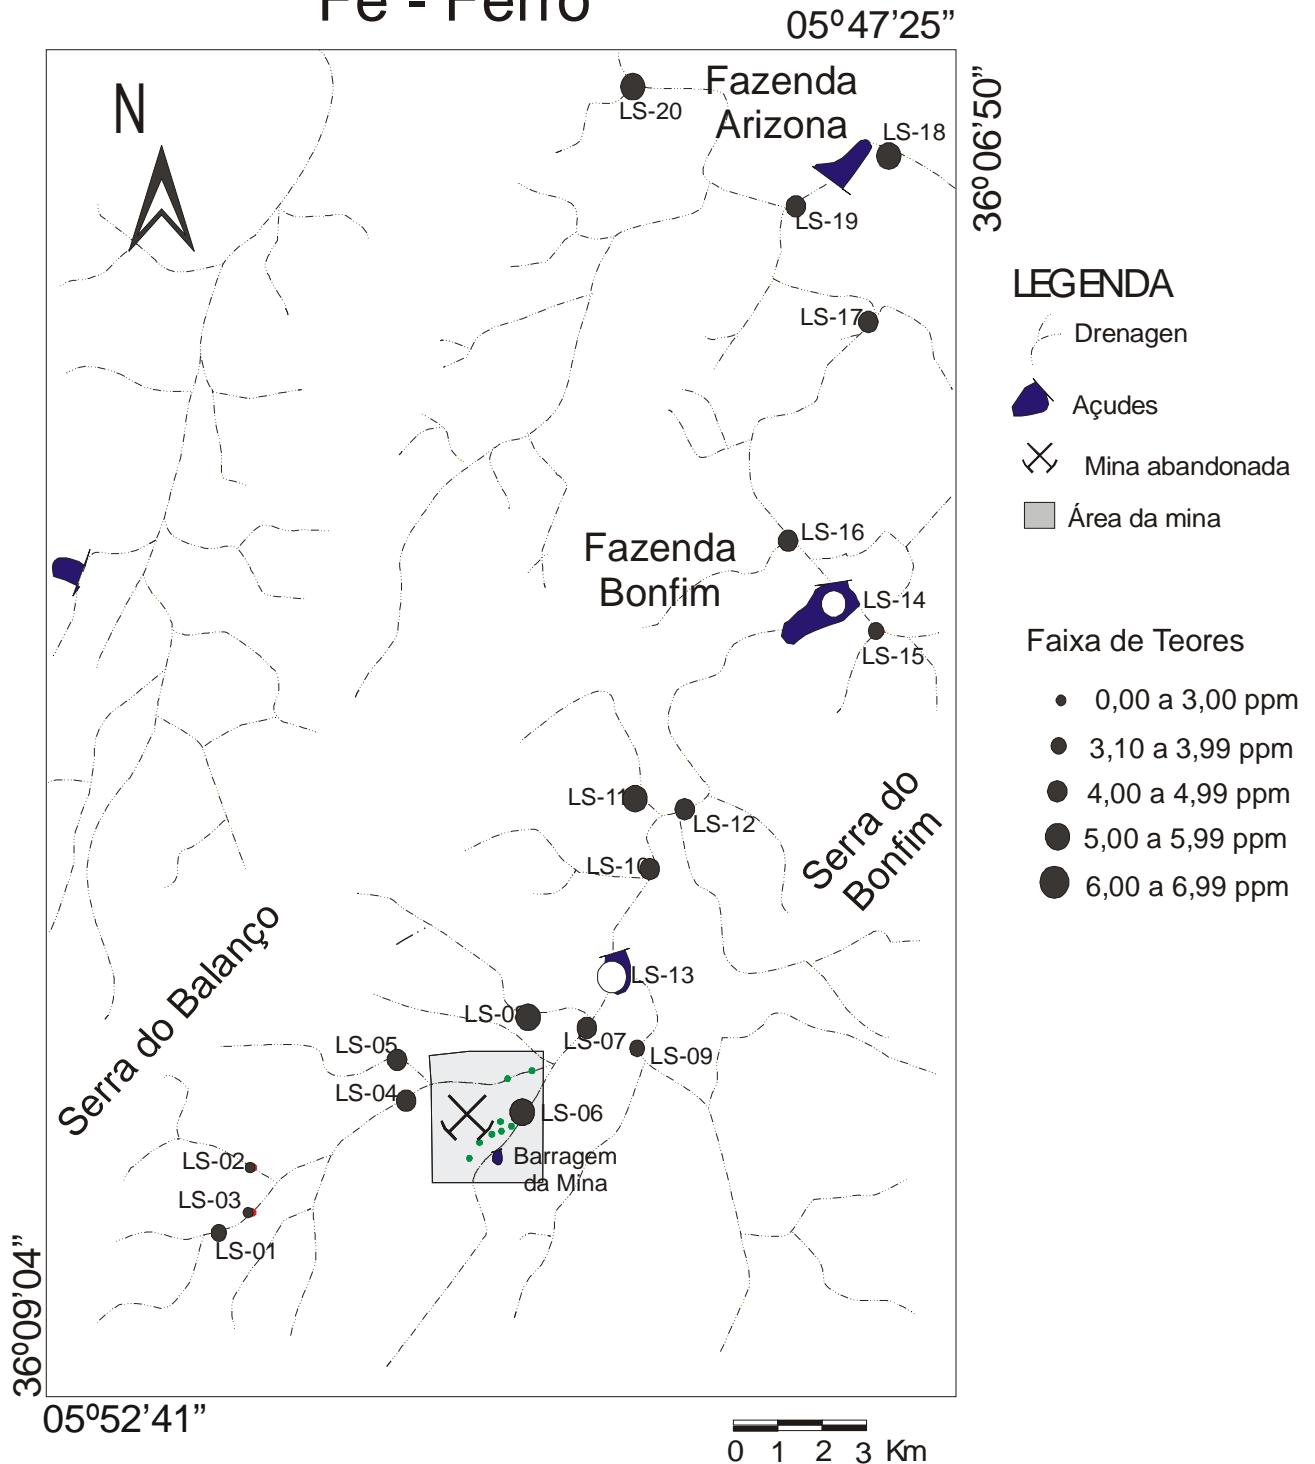 Fe - Ferro
05º47'25"
N
Fazenda
Arizona
LS-20
LS-18
36º06'50"
LS-19
LEGENDA
LS-17
Drenagen
Açudes
Mina abandonada
Área da mina
LS-16
Fazenda
Bonfim
LS-14
LS-15
Faixa de Teores
0,00 a 3,00 ppm
3,10 a 3,99 ppm
4,00 a 4,99 ppm
5,00 a 5,99 ppm
6,00 a 6,99 ppm
LS-11
LS-12
Serra do
Bonfim
LS-10
Serra do Balanço
LS-13
LS-08
LS-07
LS-05
LS-09
LS-04
LS-06
Barragem
da Mina
LS-02
LS-03
LS-01
36º09'04"
05º52'41"
0 1 2 3 Km